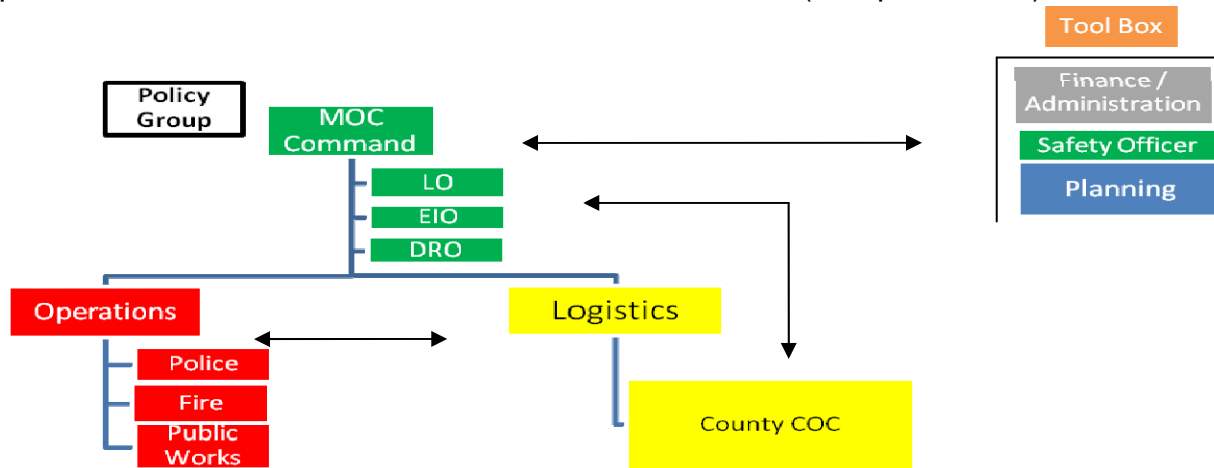 Tool Box
Policy
Group
MOC
Command
Finance /
Administration
Safety Officer
Planning
LO
EIO
DRO
Operations
Logistics
Police
Fire
Public
Works
County COC